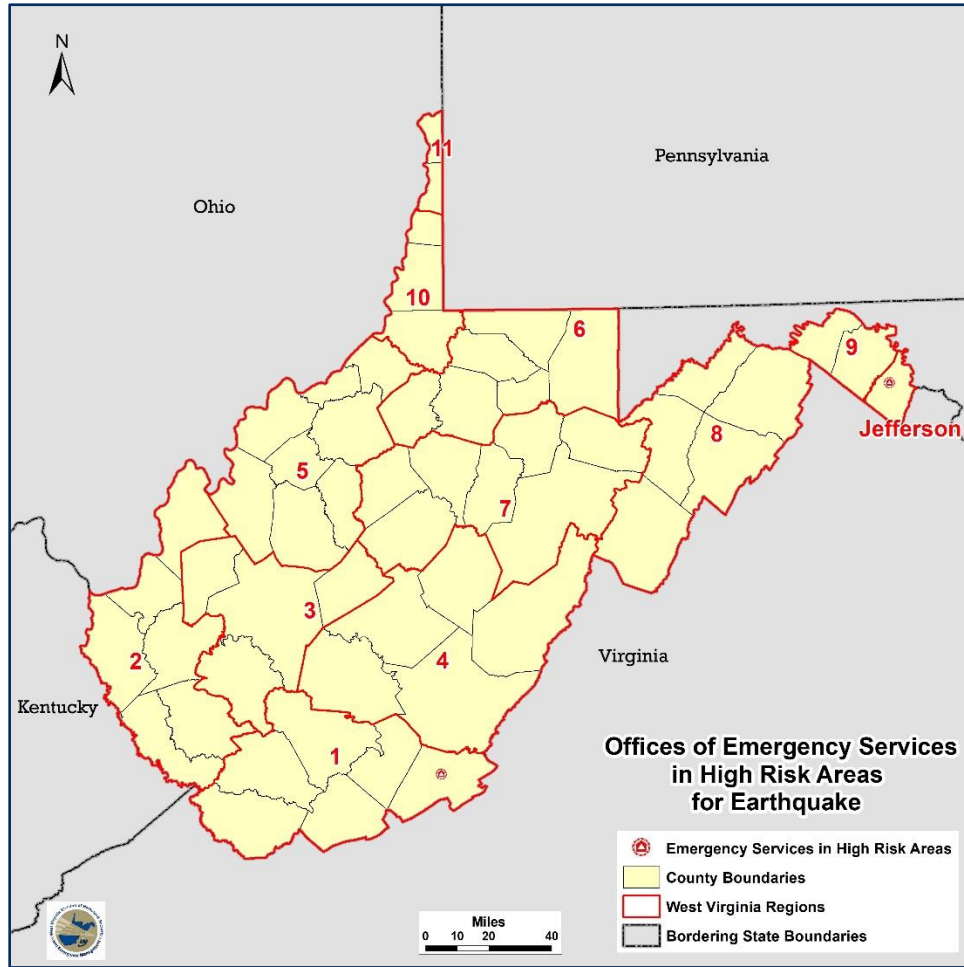 N
11
Pennsylvania
Ohio
10
6
9
Jefferson
8
5
7
3
2
4
Virginia
Kentucky
1
Offices of Emergency Services
in High Risk Areas
for Earthquake
Emergency Services in High Risk Areas
County Boundaries
West Virginia Regions
Bordering State Boundaries
Miles
0 10 20 40